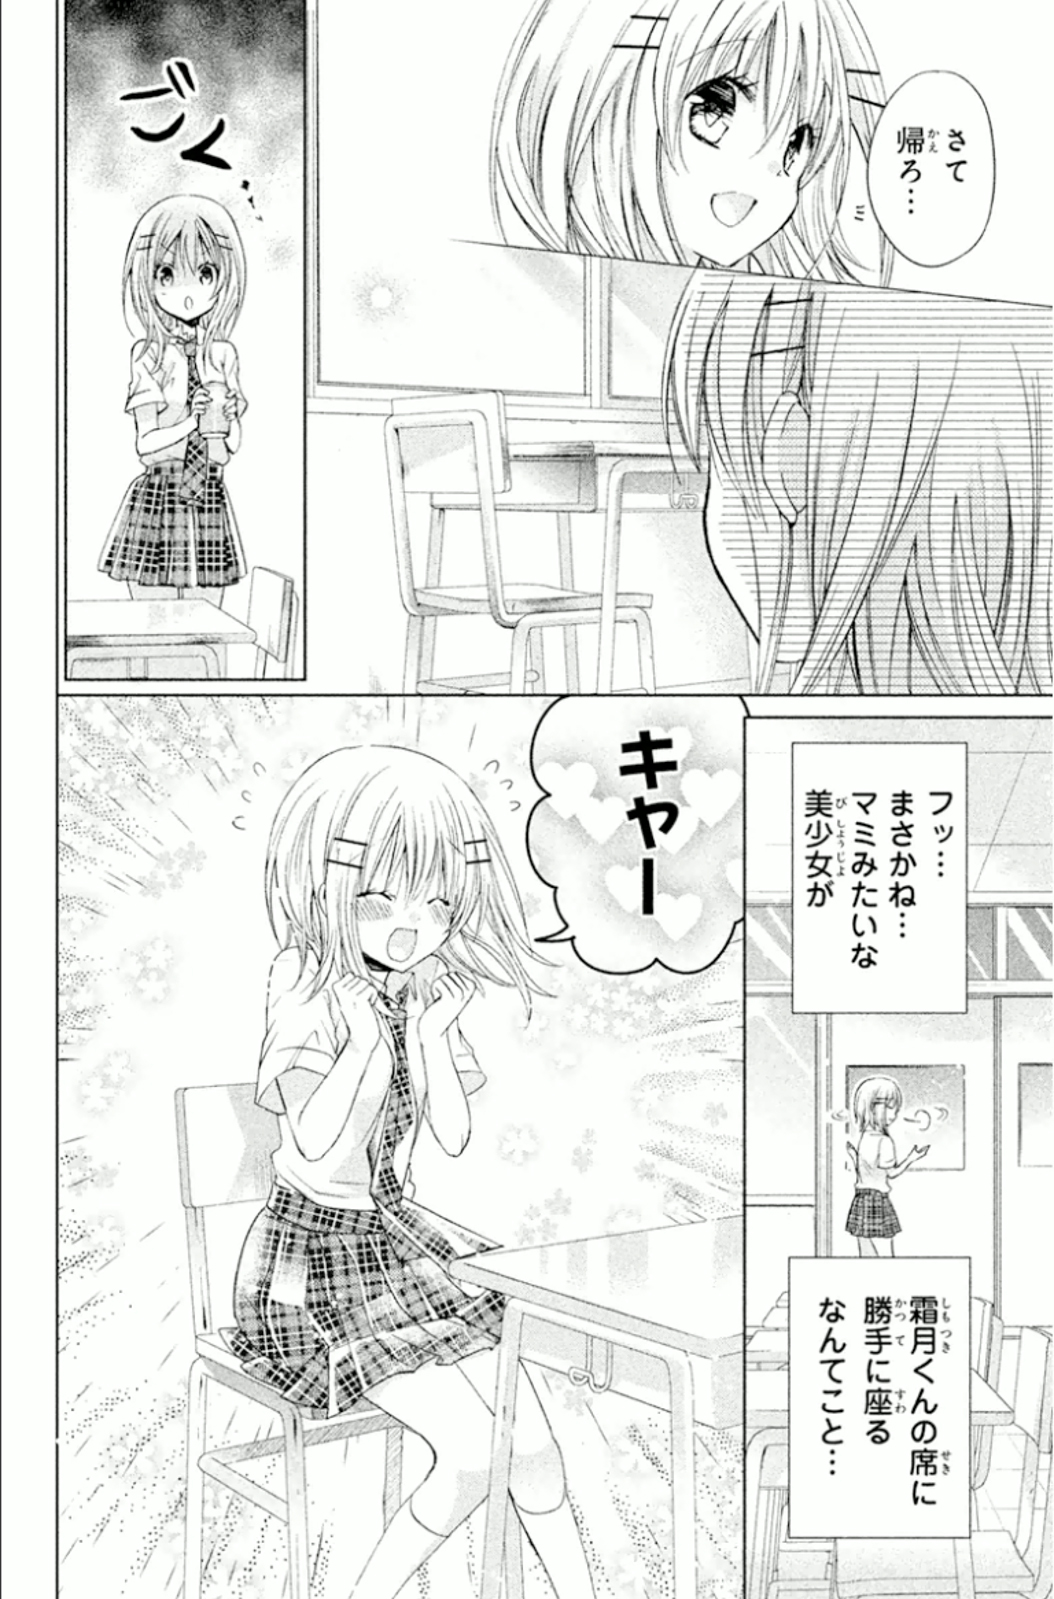 さて
帰ろ…
ごくっ…
フッ…
まさかね…
マミみたいな
美少女が
霜月くんの席に
勝手に座る
なんてこと…
キャー